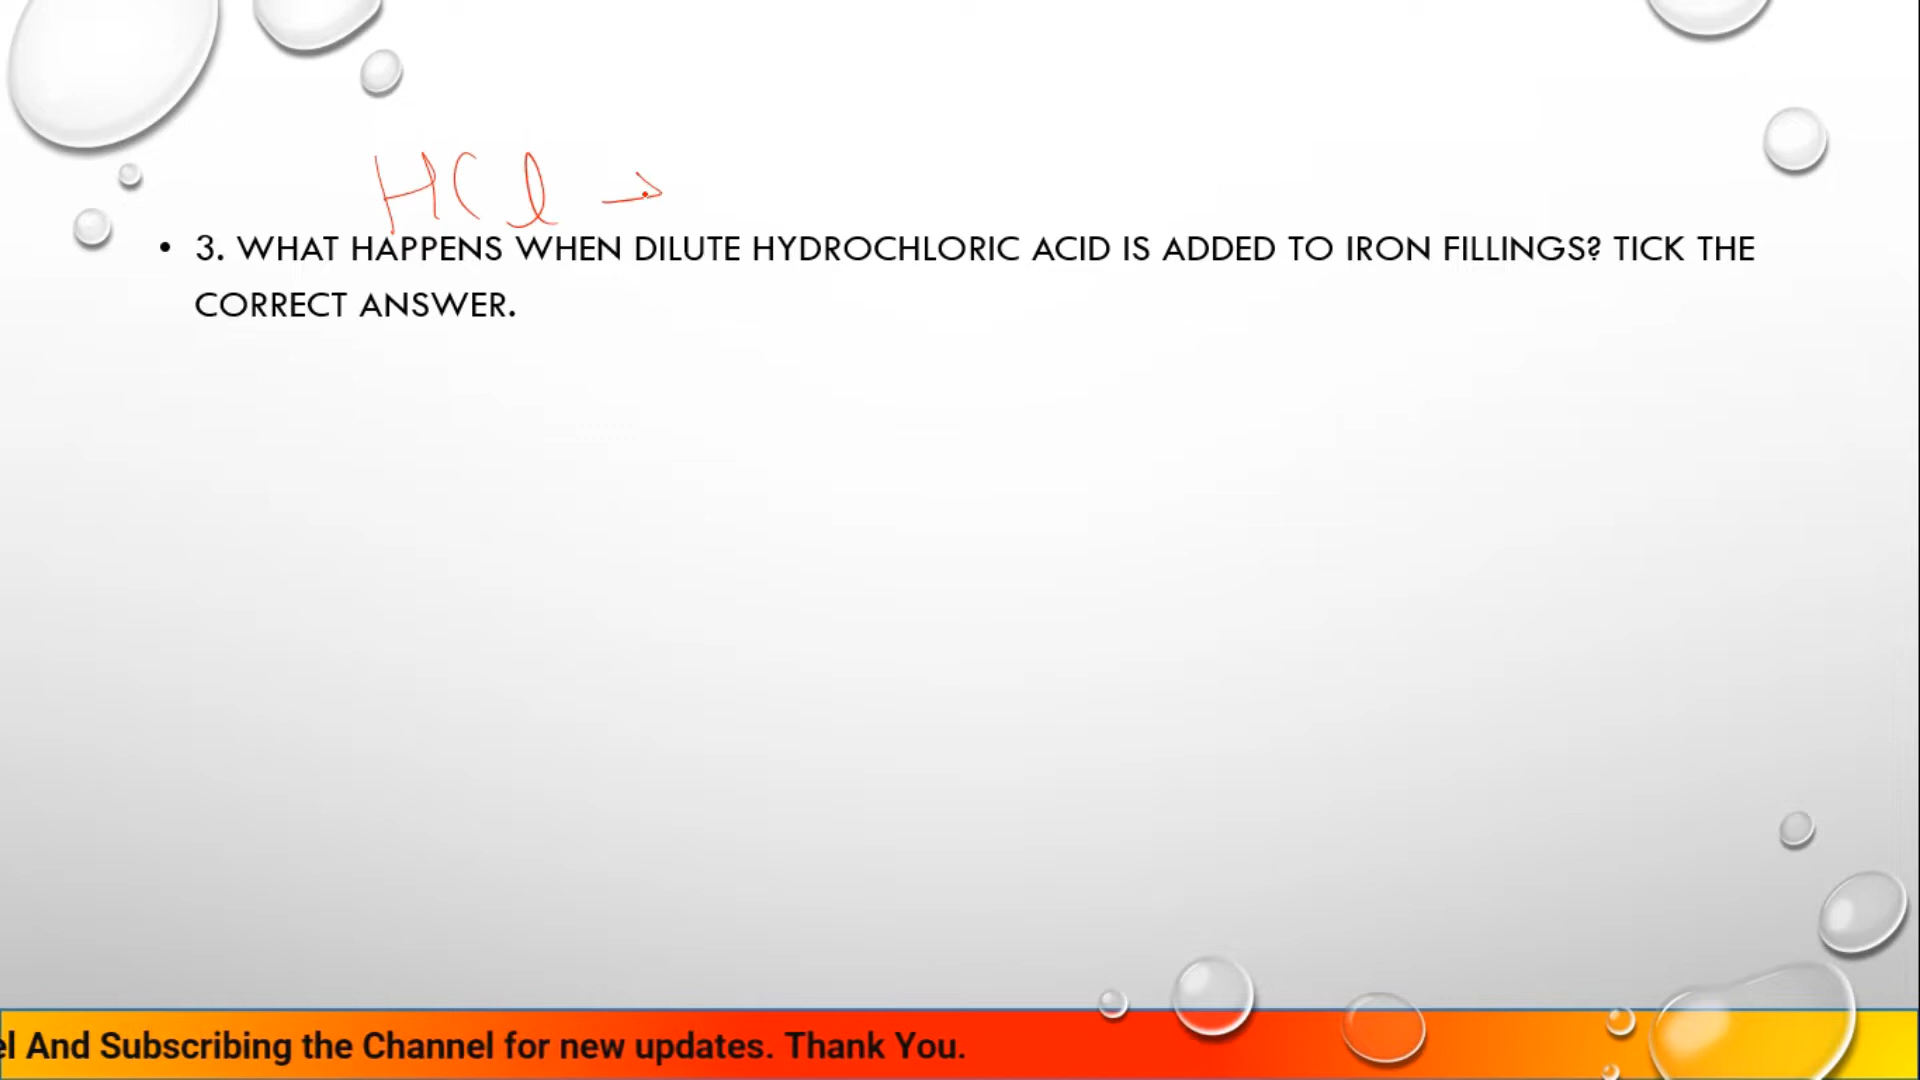 HCl →
• 3. WHAT HAPPENS WHEN DILUTE HYDROCHLORIC ACID IS ADDED TO IRON FILLINGS? TICK THE
CORRECT ANSWER.
And Subscribing the Channel for new updates. Thank You.